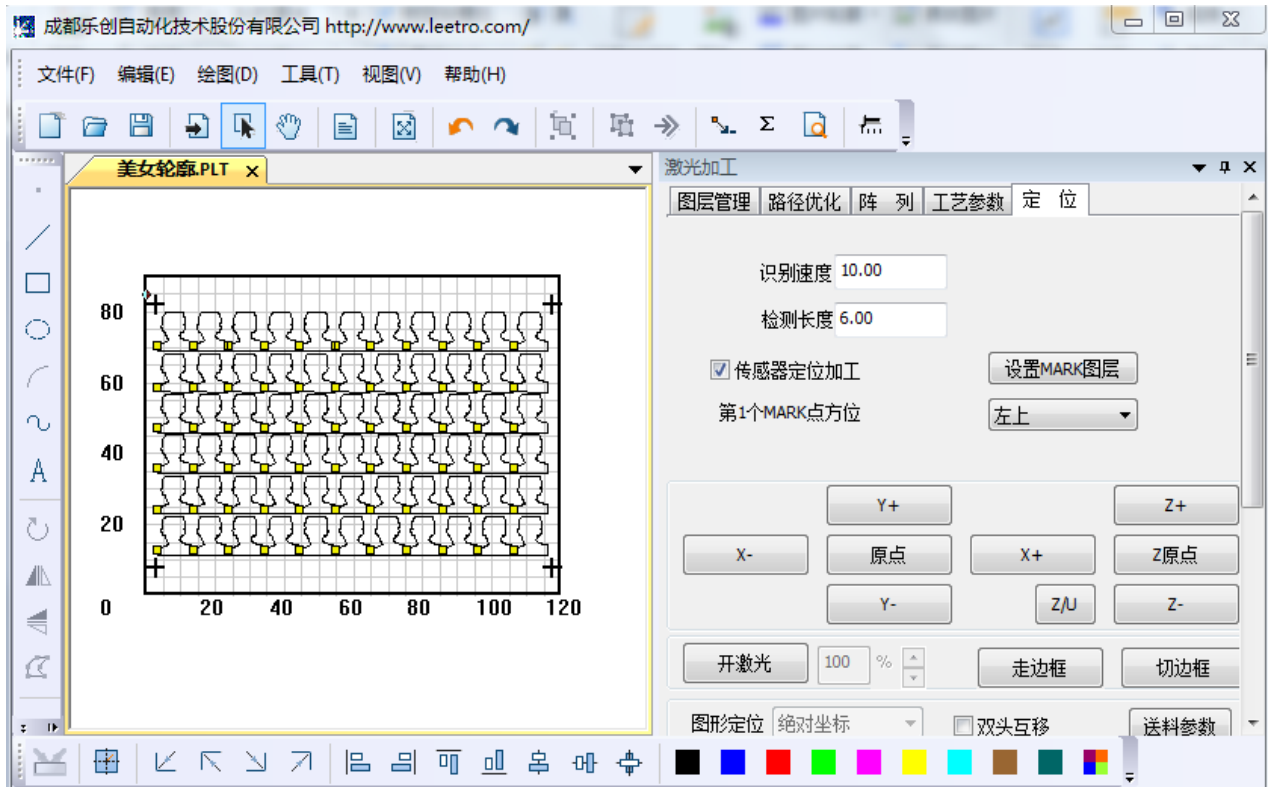 成都乐创自动化技术股份有限公司 http://www.leetro.com/
文件(F) 编辑(E) 绘图(D) 工具(T) 视图(V) 帮助(H)
Σ
美女轮廓.PLT x
激光加工
图层管理 路径优化 阵 列 工艺参数 定 位
识别速度 10.00
检测长度 6.00
传感器定位加工 设置MARK图层
第1个MARK点方位 左上
80
60
40
20
0 20 40 60 80 100 120
A
Y+ Z+
X- 原点 X+ Z原点
Y- Z/U Z-
开激光 100 % 走边框 切边框
图形定位 绝对坐标 双头互移 送料参数